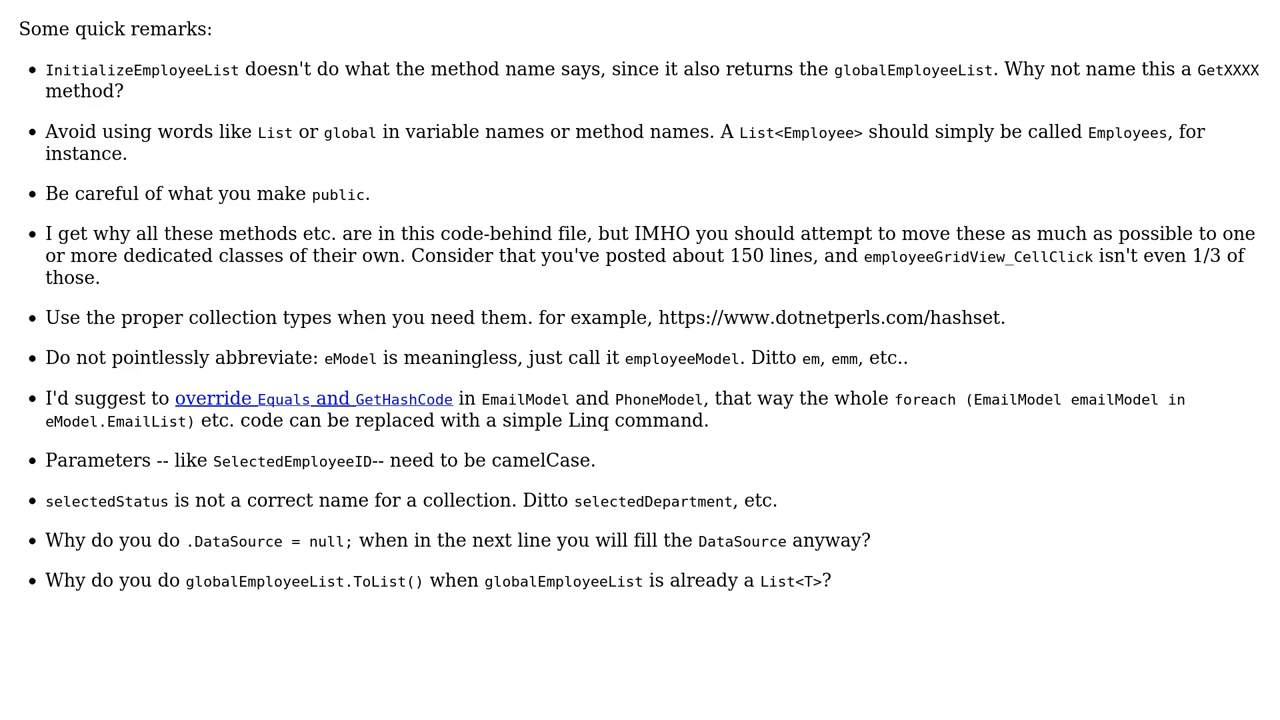 Some quick remarks:
• InitializeEmployeeList doesn't do what the method name says, since it also returns the globalEmployeeList. Why not name this a GetXXXX
method?
• Avoid using words like List or global in variable names or method names. A List<Employee> should simply be called Employees, for
instance.
• Be careful of what you make public.
• I get why all these methods etc. are in this code-behind file, but IMHO you should attempt to move these as much as possible to one
or more dedicated classes of their own. Consider that you've posted about 150 lines, and employeeGridView_CellClick isn't even 1/3 of
those.
• Use the proper collection types when you need them. for example, https://www.dotnetperls.com/hashset.
• Do not pointlessly abbreviate: eModel is meaningless, just call it employeeModel. Ditto em, emm, etc..
• I'd suggest to override Equals and GetHashCode in EmailModel and PhoneModel, that way the whole foreach (EmailModel emailModel in
eModel.EmailList) etc. code can be replaced with a simple Linq command.
• Parameters -- like SelectedEmployeeID-- need to be camelCase.
• selectedStatus is not a correct name for a collection. Ditto selectedDepartment, etc.
• Why do you do .DataSource = null; when in the next line you will fill the DataSource anyway?
• Why do you do globalEmployeeList.ToList() when globalEmployeeList is already a List<T>?